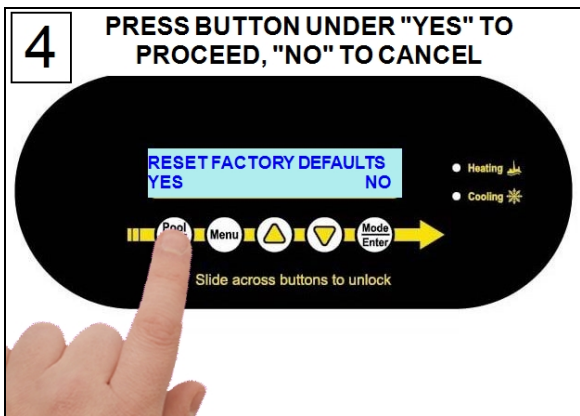 4
PRESS BUTTON UNDER "YES" TO
PROCEED, "NO" TO CANCEL
RESET FACTORY DEFAULTS
YES NO
Heating
Cooling
Pool
Menu
Mode
Enter
Slide across buttons to unlock